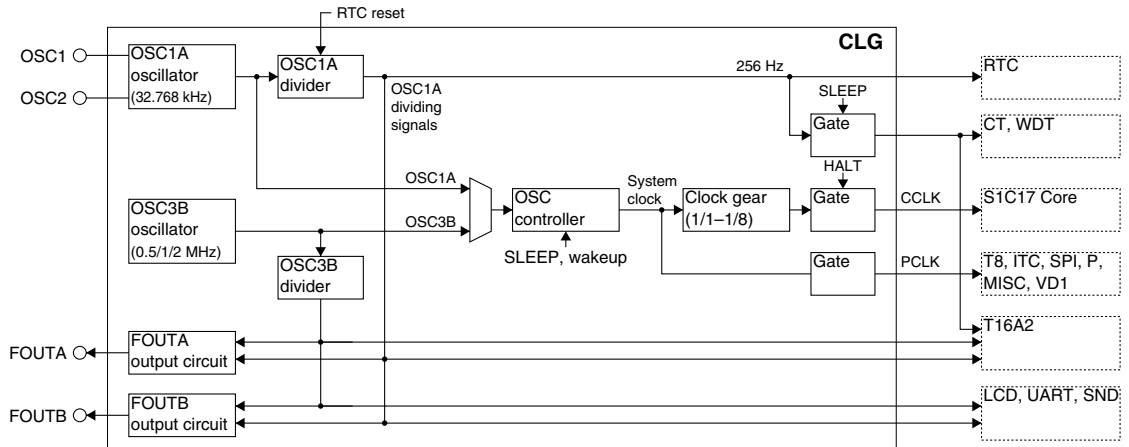 RTC reset
CLG
OSC1
OSC2
OSC1A
oscillator
(32.768 kHz)
OSC1A
divider
OSC1A
dividing
signals
256 Hz
RTC
SLEEP
Gate
CT, WDT
HALT
OSC1A
OSC3B
OSC3B
oscillator
(0.5/1/2 MHz)
OSC
controller
SLEEP, wakeup
System
clock
Clock gear
(1/1–1/8)
Gate
CCLK
S1C17 Core
OSC3B
divider
Gate
PCLK
T8, ITC, SPI, P,
MISC, VD1
T16A2
FOUTA
FOUTA
output circuit
LCD, UART, SND
FOUTB
FOUTB
output circuit